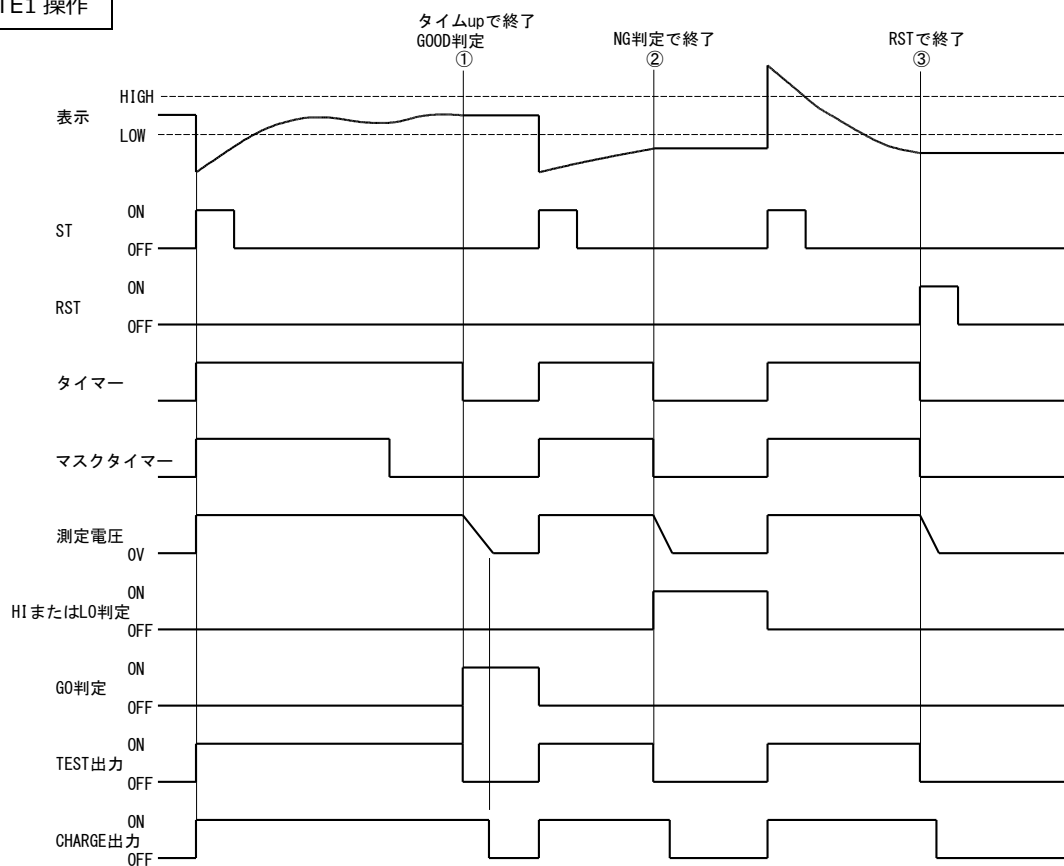 TE1 操作
タイムupで終了
GOOD判定
①
NG判定で終了
②
RSTで終了
③
表示
HIGH
LOW
ST
ON
OFF
RST
ON
OFF
タイマー
マスクタイマー
測定電圧
0V
HIまたはLO判定
ON
OFF
GO判定
ON
OFF
TEST出力
ON
OFF
CHARGE出力
ON
OFF